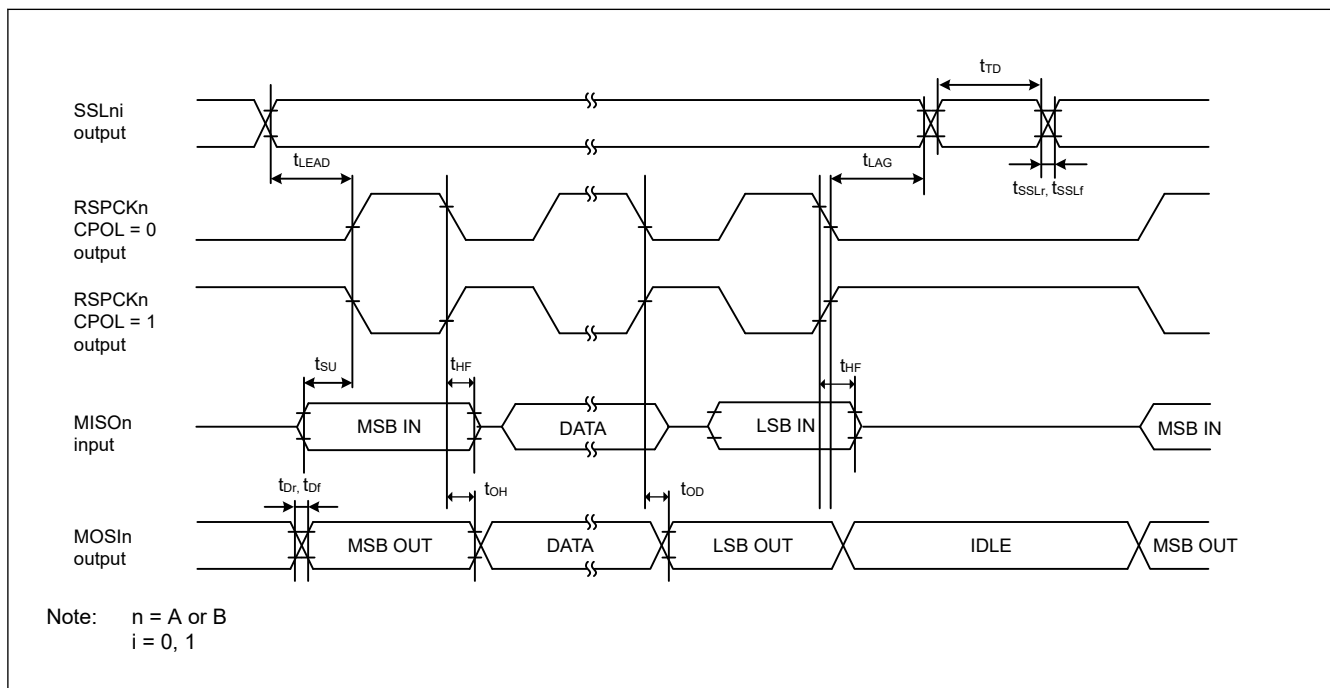 tTD
SSLni
output
tLEAD
tLAG
tSSLr, tSSLf
RSPCKn
CPOL = 0
output
RSPCKn
CPOL = 1
output
tSU
tHF
tHF
MISOn
input
MSB IN
DATA
LSB IN
MSB IN
tDr, tDf
tOH
tOD
MOSIn
output
MSB OUT
DATA
LSB OUT
IDLE
MSB OUT
Note: n = A or B
i = 0, 1